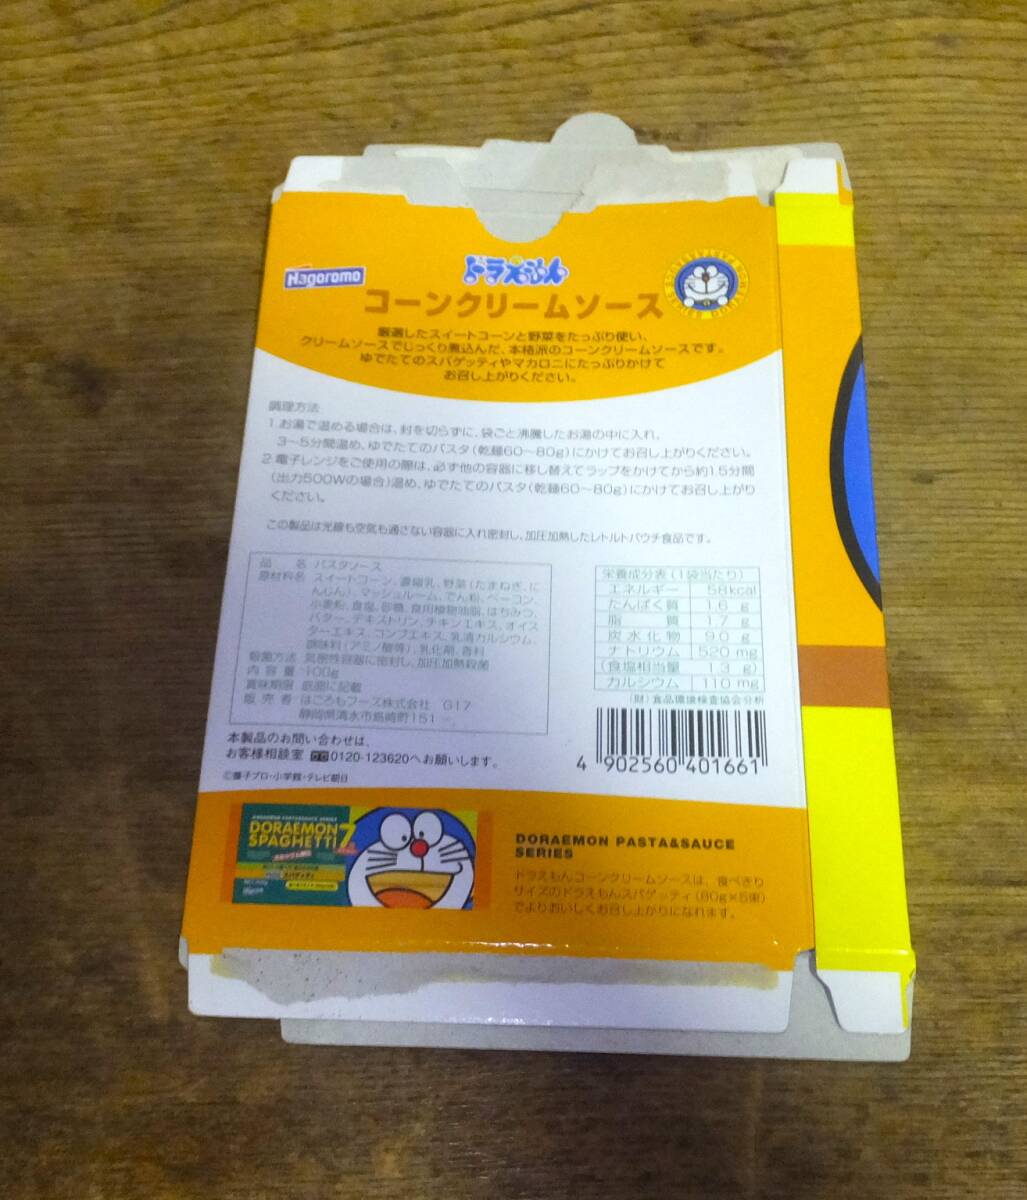 Hagoromo
ドラえもん
コーンクリームソース
厳選したスイートコーンと野菜をたっぷり使い、
クリームソースでじっくり煮込んだ、本格派のコーンクリームソースです。
ゆでたてのスパゲッティやマカロニにたっぷりかけて
お召し上がりください。
調理方法
1.お湯で温める場合は、封を切らずに、袋ごと沸騰したお湯の中に入れ、
3〜5分間温め、ゆでたてのパスタ(乾麺60〜80g)にかけてお召し上がりください。
2.電子レンジをご使用の際は、必ず他の容器に移し替えてラップをかけてから約1.5分間
(出力500Wの場合)温め、ゆでたてのパスタ(乾麺60〜80g)にかけてお召し上がり
ください。
この製品は光線も空気も通さない容器に入れ密封し、加圧加熱したレトルトパウチ食品です。
品名 パスタソース
原材料名 スイートコーン、濃縮乳、野菜(たまねぎ、に
んじん)、マッシュルーム、でん粉、ベーコン、
小麦粉、食塩、砂糖、食用植物油脂、はちみつ、
バター、デキストリン、チキンエキス、オイス
ターエキス、コンブエキス、乳清カルシウム、
調味料(アミノ酸等)、乳化剤、香料
殺菌方法 気密性容器に密封し、加圧加熱殺菌
内容量 100g
賞味期限 底面に記載
販売者 はごろもフーズ株式会社 G17
静岡県清水市島崎町151
栄養成分表(1袋当たり)
エネルギー 58kcal
たんぱく質 1.6 g
脂質 1.7 g
炭水化物 9.0 g
ナトリウム 520 mg
(食塩相当量 1.3 g)
カルシウム 110 mg
(財)食品環境検査協会分析
4 902560 401661
本製品のお問い合わせは、
お客様相談室 0120-123620へお願いします。
©藤子プロ・小学館・テレビ朝日
DORAEMON
SPAGHETTI 7
スパゲッティ
DORAEMON PASTA&SAUCE
SERIES
ドラえもんコーンクリームソースは、食べきり
サイズのドラえもんスパゲッティ(80g×5束)
でよりおいしくお召し上がりになれます。